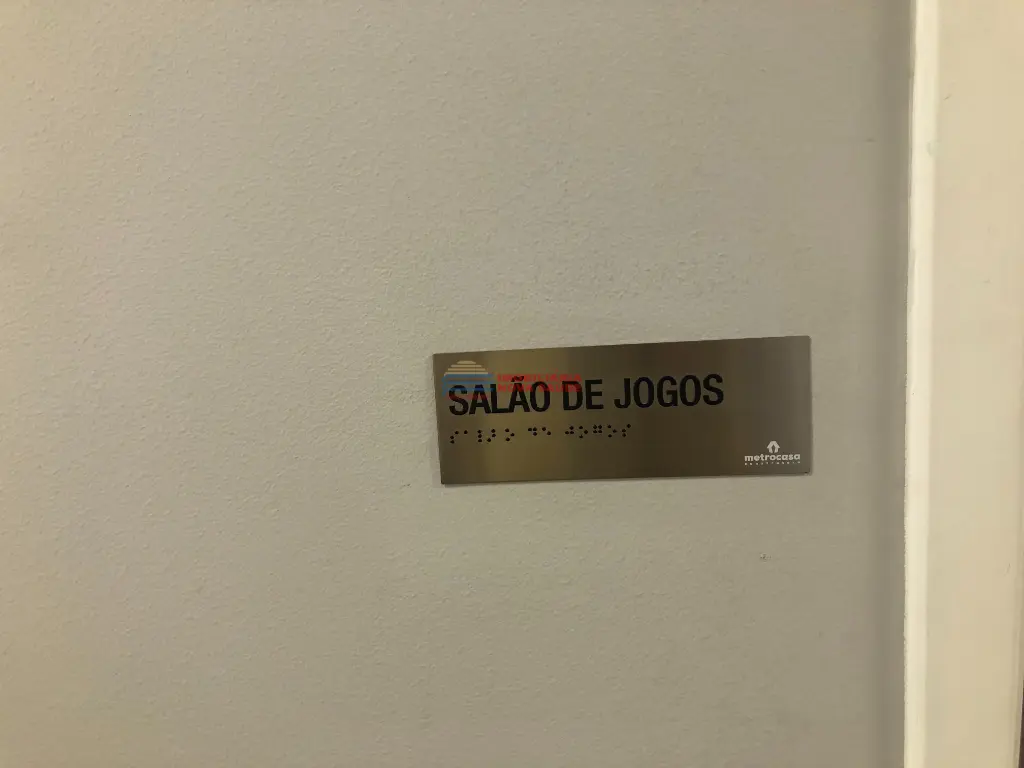 SALÃO DE JOGOS
⠎⠁⠇⠜⠕ ⠙⠑ ⠚⠕⠛⠕⠎
metrocasa